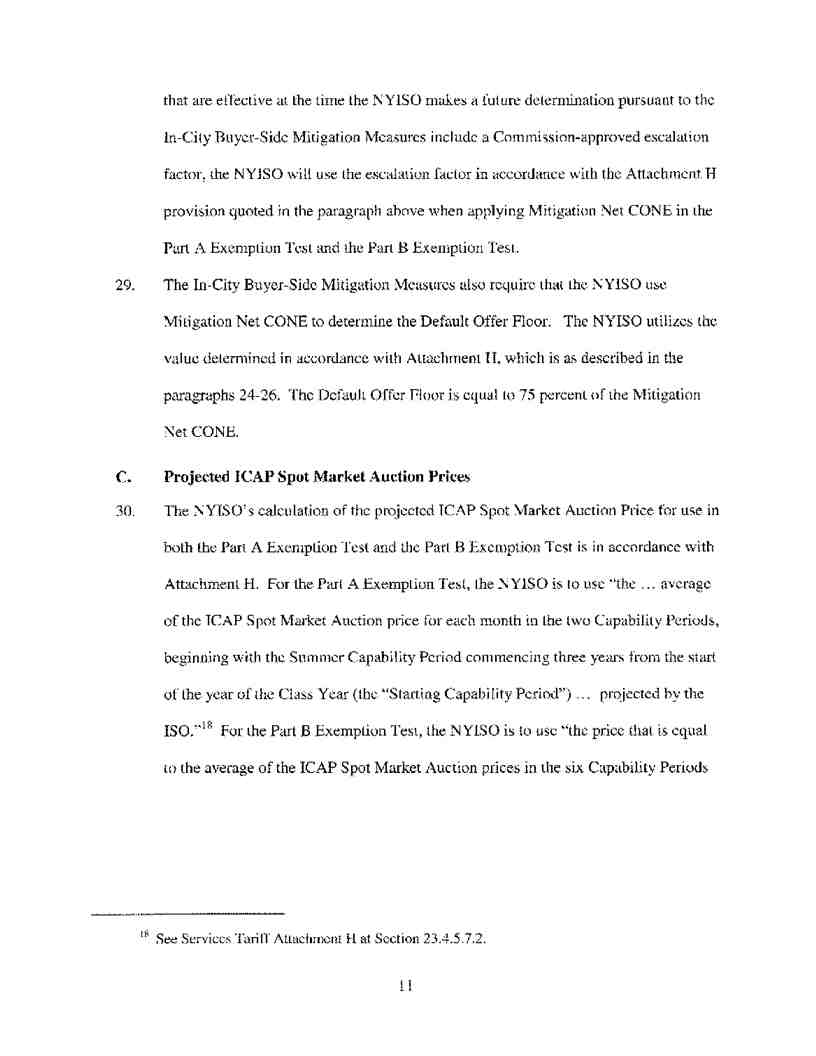 that are effective at the time the NYISO makes a future determination pursuant to the
In-City Buyer-Side Mitigation Measures include a Commission-approved escalation
factor, the NYISO will use the escalation factor in accordance with the Attachment H
provision quoted in the paragraph above when applying Mitigation Net CONE in the
Part A Exemption Test and the Part B Exemption Test.
29. The In-City Buyer-Side Mitigation Measures also require that the NYISO use
Mitigation Net CONE to determine the Default Offer Floor. The NYISO utilizes the
value determined in accordance with Attachment H, which is as described in the
paragraphs 24-26. The Default Offer Floor is equal to 75 percent of the Mitigation
Net CONE.
C. Projected ICAP Spot Market Auction Prices
30. The NYISO's calculation of the projected ICAP Spot Market Auction Price for use in
both the Part A Exemption Test and the Part B Exemption Test is in accordance with
Attachment H. For the Part A Exemption Test, the NYISO is to use "the … average
of the ICAP Spot Market Auction price for each month in the two Capability Periods,
beginning with the Summer Capability Period commencing three years from the start
of the year of the Class Year (the "Starting Capability Period") … projected by the
ISO."18 For the Part B Exemption Test, the NYISO is to use "the price that is equal
to the average of the ICAP Spot Market Auction prices in the six Capability Periods
18 See Services Tariff Attachment H at Section 23.4.5.7.2.
11